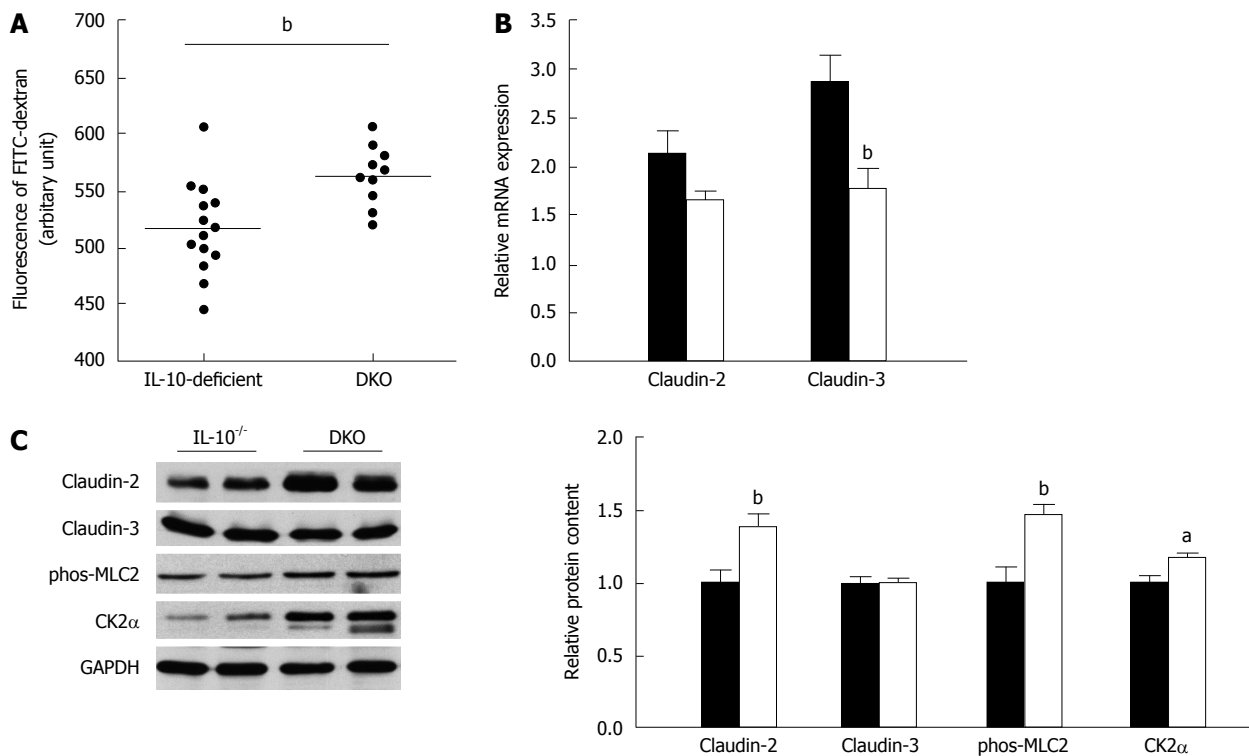 A
Fluorescence of FITC-dextran
(arbitary unit)
700
650
600
550
500
450
400
b
IL-10-deficient
DKO
B
Relative mRNA expression
3.5
3.0
2.5
2.0
1.5
1.0
0.5
0.0
b
Claudin-2
Claudin-3
C
IL-10-/-
DKO
Claudin-2
Claudin-3
phos-MLC2
CK2α
GAPDH
Relative protein content
2.0
1.5
1.0
0.5
0.0
b
b
a
Claudin-2
Claudin-3
phos-MLC2
CK2α